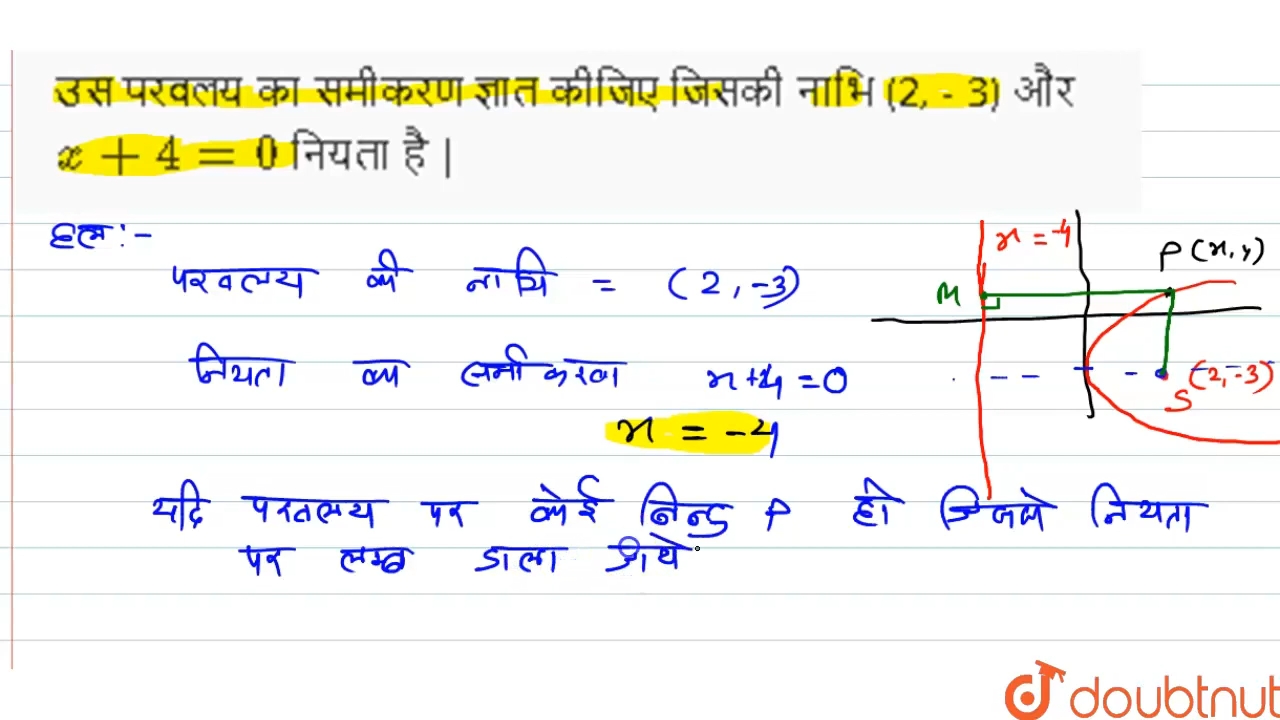 उस परवलय का समीकरण ज्ञात कीजिए जिसकी नाभि (2, - 3) और
x + 4 = 0 नियता है |
हल :-
परवलय की नाभि = (2, -3)
नियता का समीकरण x+4 = 0
x = -4
यदि परवलय पर कोई बिन्दु P हो जिससे नियता
पर लम्ब डाला जाये
x = -4
P (x, y)
M
S (2, -3)
doubtnut